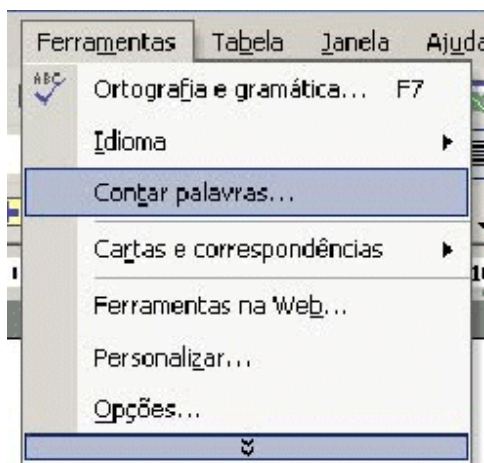 Ferramentas Tabela Janela Ajuda
ABC Ortografia e gramática... F7
Idioma
Contar palavras...
Cartas e correspondências
Ferramentas na Web...
Personalizar...
Opções...